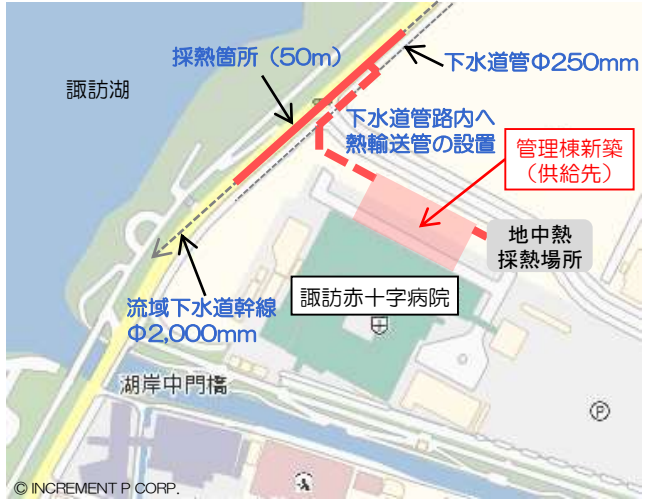 採熱箇所（50m）
下水道管Φ250mm
諏訪湖
下水道管路内へ
熱輸送管の設置
管理棟新築
（供給先）
地中熱
採熱場所
諏訪赤十字病院
流域下水道幹線
Φ2,000mm
湖岸中門橋
P
© INCREMENT P CORP.